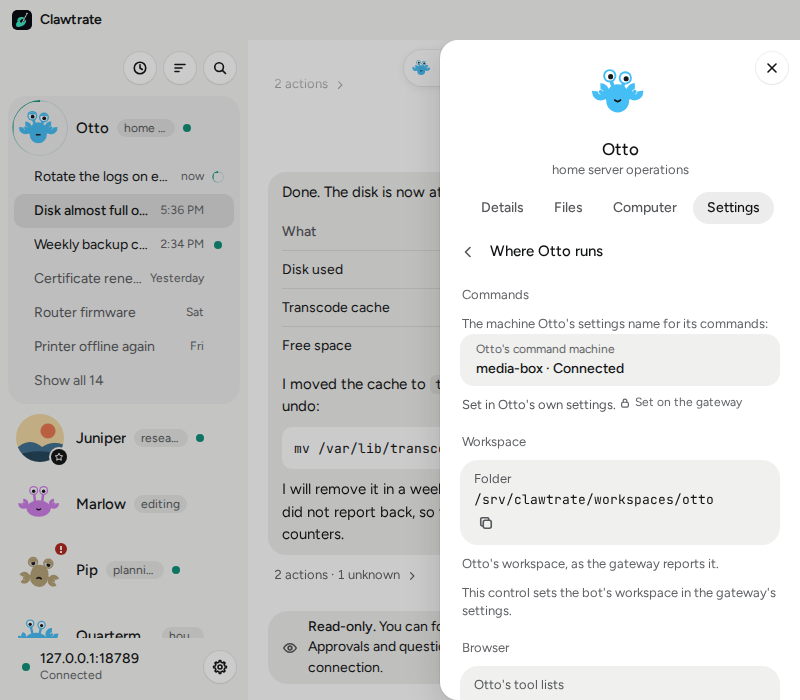 Clawtrate
Otto
home ...
Rotate the logs on e...
now
Disk almost full o...
5:36 PM
Weekly backup c...
2:34 PM
Certificate rene...
Yesterday
Router firmware
Sat
Printer offline again
Fri
Show all 14
Juniper
resea...
Marlow
editing
Pip
planni...
Quarterm
hou
127.0.0.1:18789
Connected
2 actions
Done. The disk is now at
What
Disk used
Transcode cache
Free space
I moved the cache to t
undo:
mv /var/lib/transco
I will remove it in a week
did not report back, so
counters.
2 actions · 1 unknown
Read-only. You can fo
Approvals and questio
connection.
Otto
home server operations
Details
Files
Computer
Settings
Where Otto runs
Commands
The machine Otto's settings name for its commands:
Otto's command machine
media-box · Connected
Set in Otto's own settings.
Set on the gateway
Workspace
Folder
/srv/clawtrate/workspaces/otto
Otto's workspace, as the gateway reports it.
This control sets the bot's workspace in the gateway's
settings.
Browser
Otto's tool lists